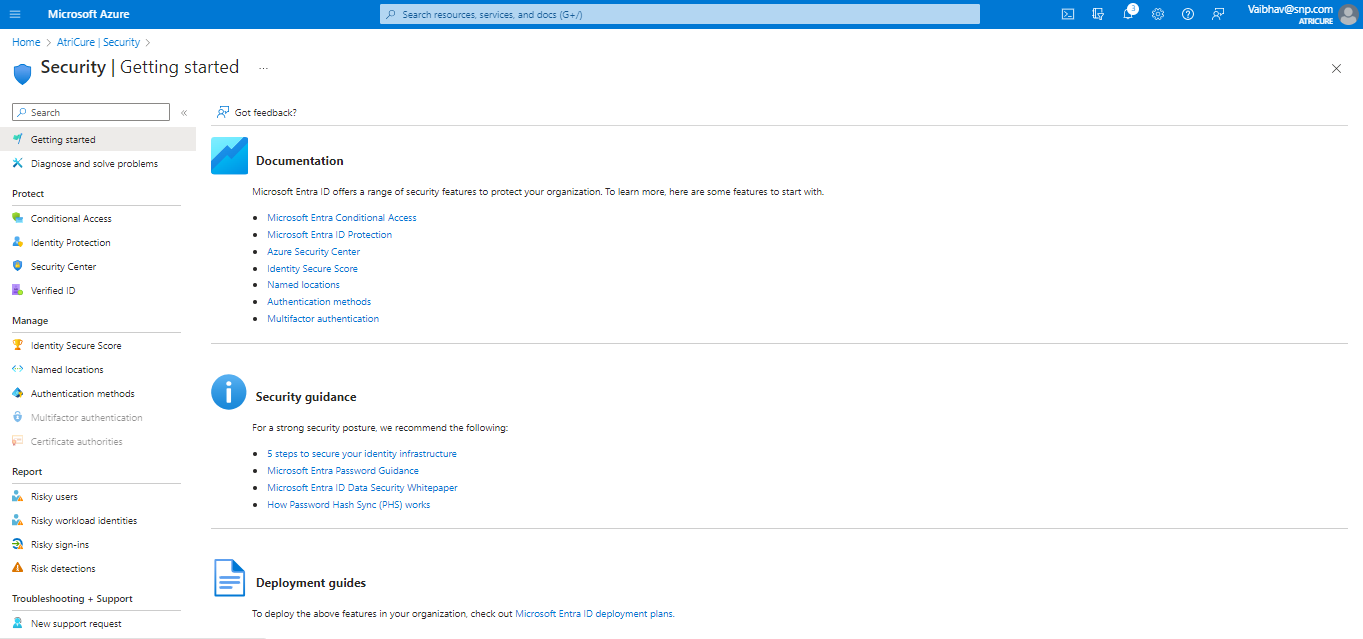 Microsoft Azure
Search resources, services, and docs (G+/)
3
Vaibhav@snp.com
ATRICURE
Home > AtriCure | Security >
Security | Getting started ...
Search
«
Got feedback?
Getting started
Diagnose and solve problems
Protect
Conditional Access
Identity Protection
Security Center
Verified ID
Manage
Identity Secure Score
Named locations
Authentication methods
Multifactor authentication
Certificate authorities
Report
Risky users
Risky workload identities
Risky sign-ins
Risk detections
Troubleshooting + Support
New support request
Documentation
Microsoft Entra ID offers a range of security features to protect your organization. To learn more, here are some features to start with.
Microsoft Entra Conditional Access
Microsoft Entra ID Protection
Azure Security Center
Identity Secure Score
Named locations
Authentication methods
Multifactor authentication
Security guidance
For a strong security posture, we recommend the following:
5 steps to secure your identity infrastructure
Microsoft Entra Password Guidance
Microsoft Entra ID Data Security Whitepaper
How Password Hash Sync (PHS) works
Deployment guides
To deploy the above features in your organization, check out Microsoft Entra ID deployment plans.